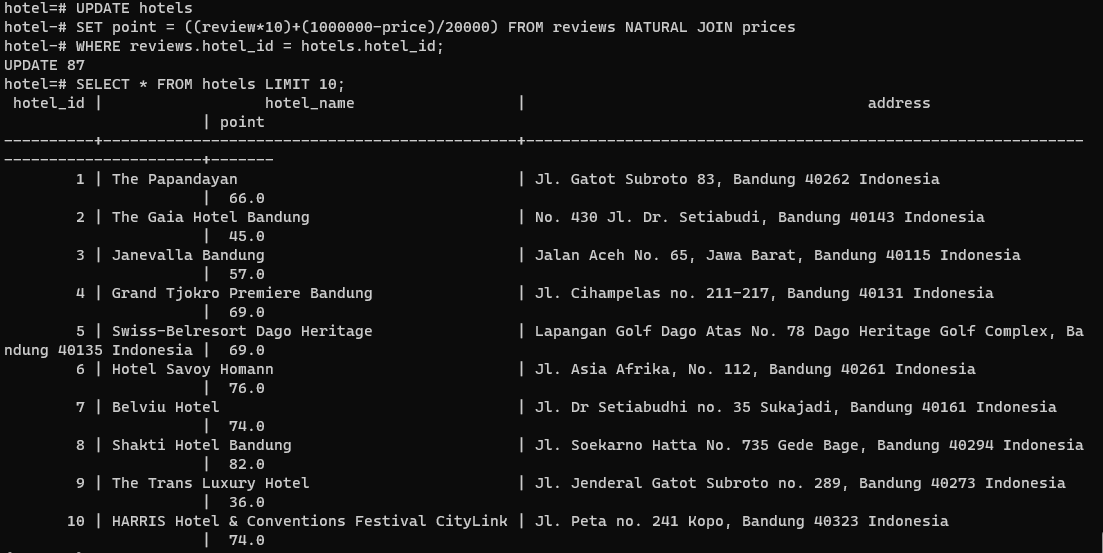 hotel=# UPDATE hotels
hotel-# SET point = ((review*10)+(1000000-price)/20000) FROM reviews NATURAL JOIN prices
hotel-# WHERE reviews.hotel_id = hotels.hotel_id;
UPDATE 87
hotel=# SELECT * FROM hotels LIMIT 10;
 hotel_id |                  hotel_name                  |                                      address
                      | point
----------+----------------------------------------------+--------------------------------------------------------------
----------------------+-------
        1 | The Papandayan                               | Jl. Gatot Subroto 83, Bandung 40262 Indonesia
                      |  66.0
        2 | The Gaia Hotel Bandung                       | No. 430 Jl. Dr. Setiabudi, Bandung 40143 Indonesia
                      |  45.0
        3 | Janevalla Bandung                            | Jalan Aceh No. 65, Jawa Barat, Bandung 40115 Indonesia
                      |  57.0
        4 | Grand Tjokro Premiere Bandung                | Jl. Cihampelas no. 211-217, Bandung 40131 Indonesia
                      |  69.0
        5 | Swiss-Belresort Dago Heritage                | Lapangan Golf Dago Atas No. 78 Dago Heritage Golf Complex, Ba
ndung 40135 Indonesia |  69.0
        6 | Hotel Savoy Homann                           | Jl. Asia Afrika, No. 112, Bandung 40261 Indonesia
                      |  76.0
        7 | Belviu Hotel                                 | Jl. Dr Setiabudhi no. 35 Sukajadi, Bandung 40161 Indonesia
                      |  74.0
        8 | Shakti Hotel Bandung                         | Jl. Soekarno Hatta No. 735 Gede Bage, Bandung 40294 Indonesia
                      |  82.0
        9 | The Trans Luxury Hotel                       | Jl. Jenderal Gatot Subroto no. 289, Bandung 40273 Indonesia
                      |  36.0
       10 | HARRIS Hotel & Conventions Festival CityLink | Jl. Peta no. 241 Kopo, Bandung 40323 Indonesia
                      |  74.0